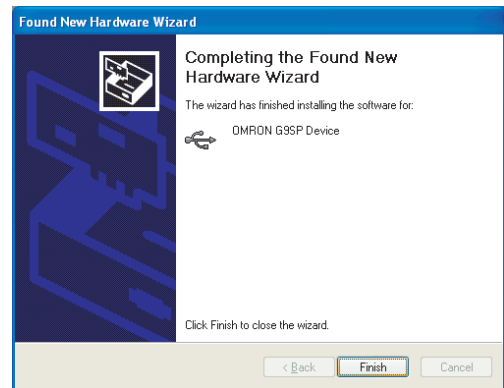 Found New Hardware Wizard
Completing the Found New
Hardware Wizard
The wizard has finished installing the software for:
OMRON G9SP Device
Click Finish to close the wizard.
< Back
Finish
Cancel